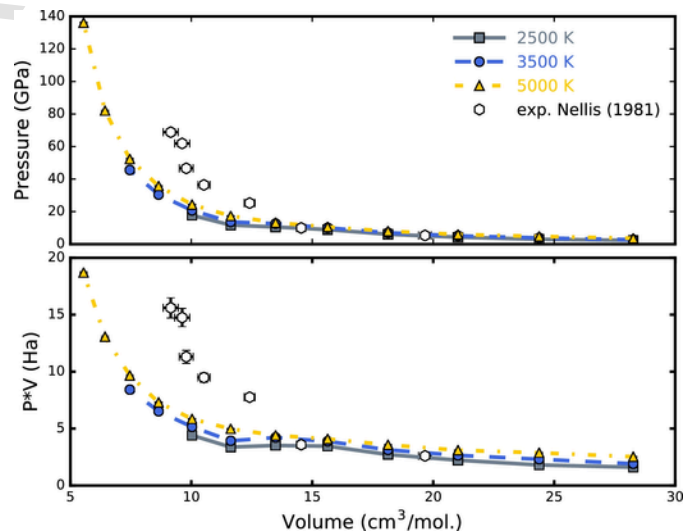 140
120
100
80
60
40
20
0
Pressure (GPa)
2500 K
3500 K
5000 K
exp. Nellis (1981)
20
15
10
5
0
P*V (Ha)
5 10 15 20 25 30
Volume (cm³/mol.)